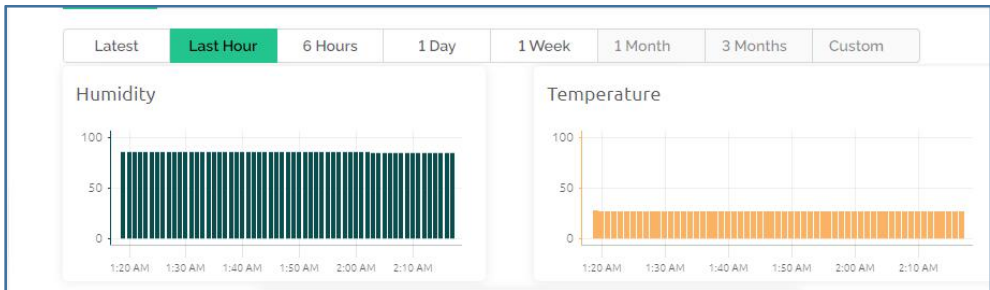 Latest Last Hour 6 Hours 1 Day 1 Week 1 Month 3 Months Custom
Humidity
100
50
0
1:20 AM 1:30 AM 1:40 AM 1:50 AM 2:00 AM 2:10 AM
Temperature
100
50
0
1:20 AM 1:30 AM 1:40 AM 1:50 AM 2:00 AM 2:10 AM